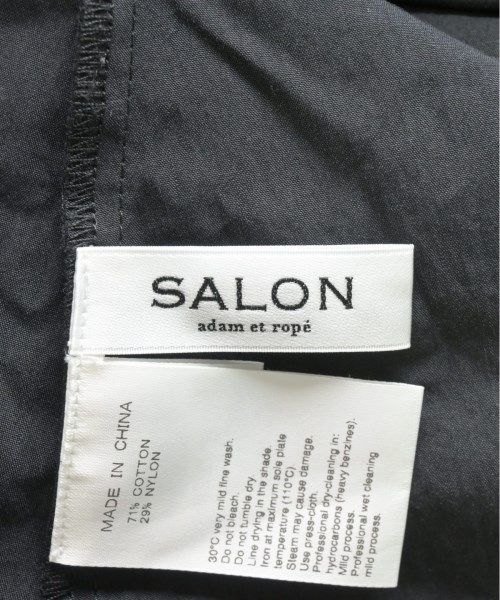 SALON
adam et ropé
MADE IN CHINA
71% COTTON
29% NYLON
30°C very mild fine wash.
Do not bleach.
Do not tumble dry
Line drying in the shade.
Iron at maximum sole plate
temperature (110°C)
Steam may cause damage.
Use press-cloth.
Professional dry-cleaning in:
hydrocarbons (heavy benzines).
Mild process.
Professional wet cleaning
mild process.